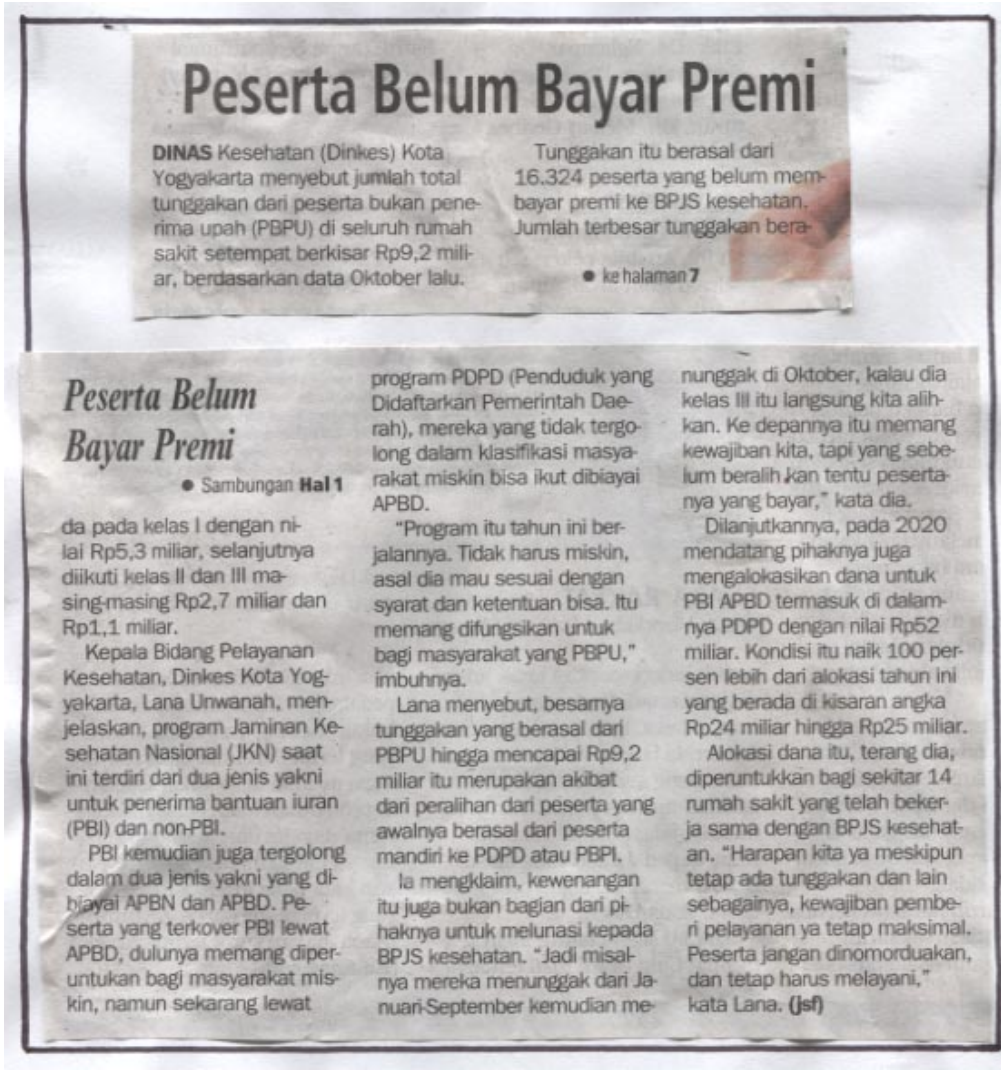 Peserta Belum Bayar Premi
DINAS Kesehatan (Dinkes) Kota
Yogyakarta menyebut jumlah total
tunggakan dari peserta bukan pene-
rima upah (PBPU) di seluruh rumah
sakit setempat berkisar Rp9,2 mili-
ar, berdasarkan data Oktober lalu.
Tunggakan itu berasal dari
16.324 peserta yang belum mem-
bayar premi ke BPJS kesehatan.
Jumlah terbesar tunggakan bera-
● ke halaman 7
Peserta Belum
Bayar Premi
● Sambungan Hal 1
da pada kelas I dengan ni-
lai Rp5,3 miliar, selanjutnya
diikuti kelas II dan III ma-
sing-masing Rp2,7 miliar dan
Rp1,1 miliar.
Kepala Bidang Pelayanan
Kesehatan, Dinkes Kota Yog-
yakarta, Lana Unwanah, men-
jelaskan, program Jaminan Ke-
sehatan Nasional (JKN) saat
ini terdiri dari dua jenis yakni
untuk penerima bantuan iuran
(PBI) dan non-PBI.
PBI kemudian juga tergolong
dalam dua jenis yakni yang di-
biayai APBN dan APBD. Pe-
serta yang terkover PBI lewat
APBD, dulunya memang diper-
untukan bagi masyarakat mis-
kin, namun sekarang lewat
program PDPD (Penduduk yang
Didaftarkan Pemerintah Dae-
rah), mereka yang tidak tergo-
long dalam klasifikasi masya-
rakat miskin bisa ikut dibiayai
APBD.
"Program itu tahun ini ber-
jalannya. Tidak harus miskin,
asal dia mau sesuai dengan
syarat dan ketentuan bisa. Itu
memang difungsikan untuk
bagi masyarakat yang PBPU,"
imbuhnya.
Lana menyebut, besarnya
tunggakan yang berasal dari
PBPU hingga mencapai Rp9,2
miliar itu merupakan akibat
dari peralihan dari peserta yang
awalnya berasal dari peserta
mandiri ke PDPD atau PBPI.
Ia mengklaim, kewenangan
itu juga bukan bagian dari pi-
haknya untuk melunasi kepada
BPJS kesehatan. "Jadi misal-
nya mereka menunggak dari Ja-
nuari-September kemudian me-
nunggak di Oktober, kalau dia
kelas III itu langsung kita alih-
kan. Ke depannya itu memang
kewajiban kita, tapi yang sebe-
lum beralih kan tentu peserta-
nya yang bayar," kata dia.
Dilanjutkannya, pada 2020
mendatang pihaknya juga
mengalokasikan dana untuk
PBI APBD termasuk di dalam-
nya PDPD dengan nilai Rp52
miliar. Kondisi itu naik 100 per-
sen lebih dari alokasi tahun ini
yang berada di kisaran angka
Rp24 miliar hingga Rp25 miliar.
Alokasi dana itu, terang dia,
diperuntukkan bagi sekitar 14
rumah sakit yang telah beker-
ja sama dengan BPJS kesehat-
an. "Harapan kita ya meskipun
tetap ada tunggakan dan lain
sebagainya, kewajiban pembe-
ri pelayanan ya tetap maksimal.
Peserta jangan dinomorduakan,
dan tetap harus melayani,"
kata Lana. (jsf)